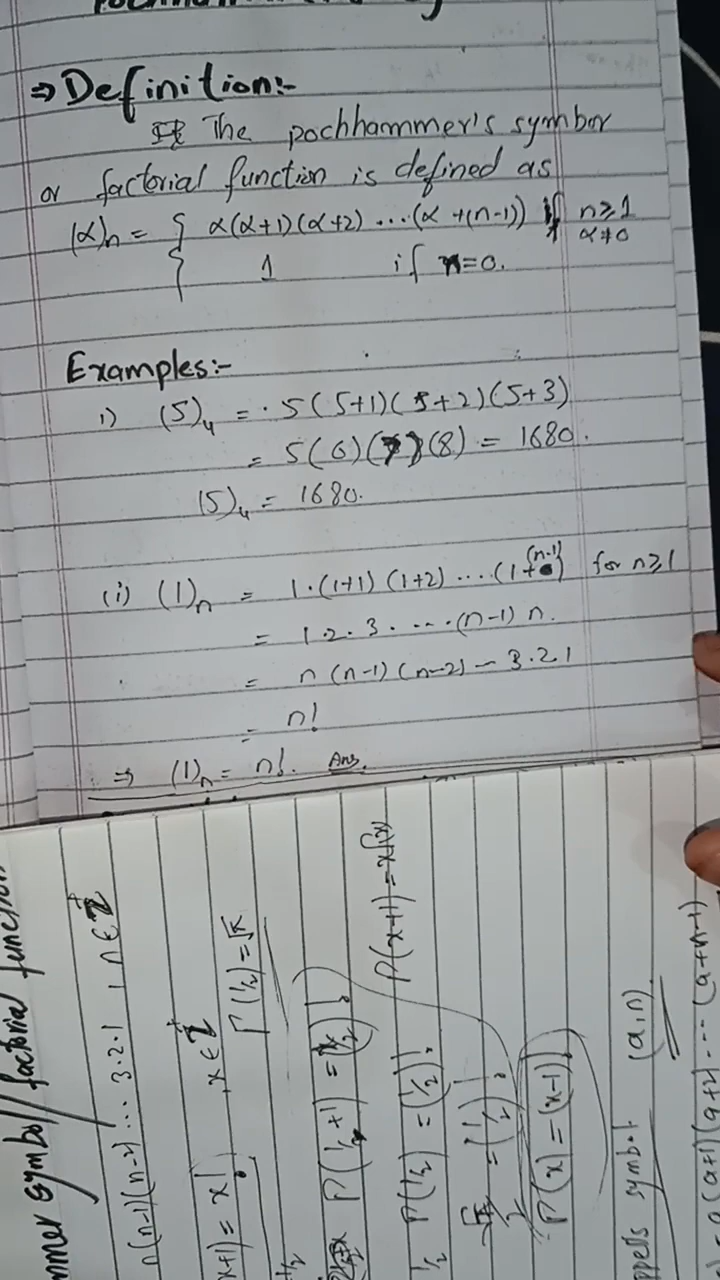 ⇒ Definition:-
The pochhammer's symbol
or factorial function is defined as
(α)n = { α(α+1)(α+2) ...(α+(n-1)) if n≥1
α≠0
1 if n=0.
Examples:-
i) (5)₄ = 5(5+1)(5+2)(5+3)
= 5(6)(7)(8) = 1680.
(5)₄ = 1680.
(i) (1)n = 1.(1+1)(1+2) ....(1+(n-1)) for n≥1
= 1.2.3. ....(n-1) n.
= n(n-1)(n-2) — 3.2.1
= n!
⇒ (1)n = n!. Ans.
symbol// factorial function
n(n-1)(n-2)... 3.2.1 , n∈Z⁺
x+1) = x! , x∈Z⁺
Γ(½) = √π
Γ(x+1) = xΓ(x)
½ Γ(½) = (½)!
= (½)!
Γ(x) = (x-1)!
symbol (a,n)
(a+1)(a+2)... (a+n-1)